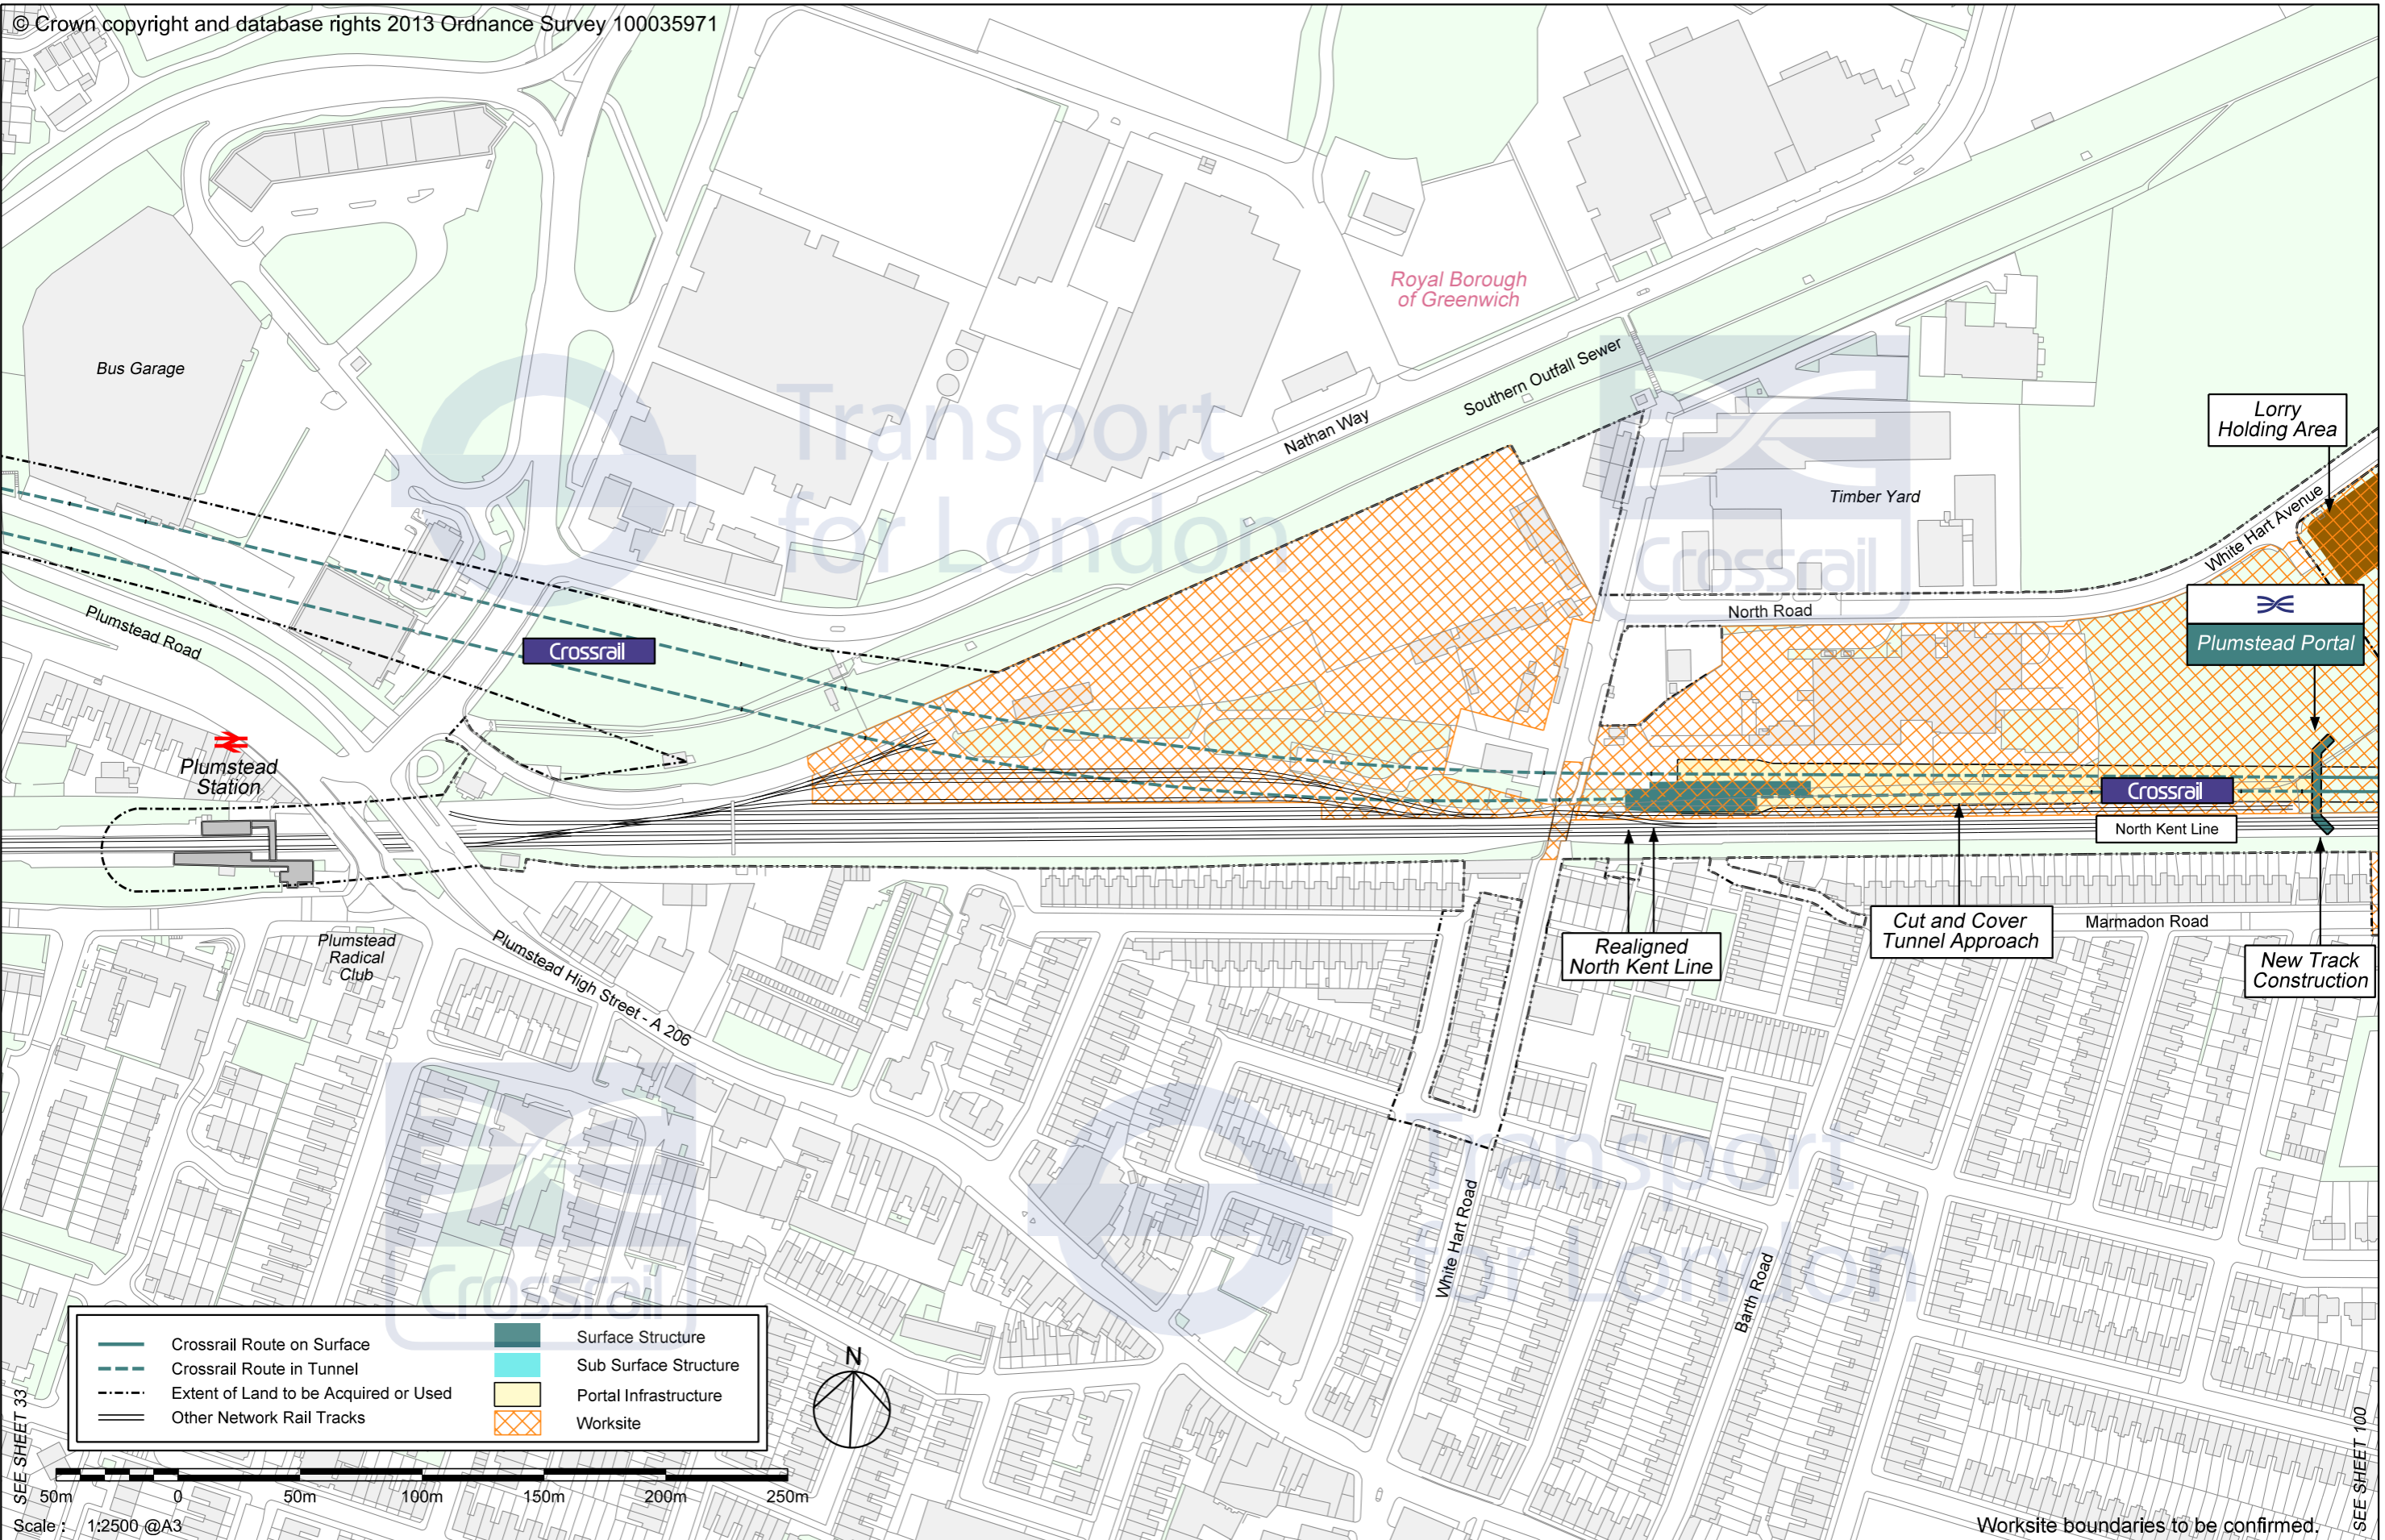 © Crown copyright and database rights 2013 Ordnance Survey 100035971
Royal Borough
of Greenwich
Bus Garage
Transport
for London
Nathan Way
Southern Outfall Sewer
Crossrail
Timber Yard
Lorry
Holding Area
White Hart Avenue
North Road
Plumstead Portal
Plumstead Road
Crossrail
Plumstead
Station
Crossrail
North Kent Line
Realigned
North Kent Line
Cut and Cover
Tunnel Approach
Marmadon Road
New Track
Construction
Plumstead
Radical
Club
Plumstead High Street - A 206
Crossrail
Transport
for London
White Hart Road
Barth Road
Crossrail Route on Surface
Crossrail Route in Tunnel
Extent of Land to be Acquired or Used
Other Network Rail Tracks
Surface Structure
Sub Surface Structure
Portal Infrastructure
Worksite
N
SEE SHEET 33
SEE SHEET 100
50m 0 50m 100m 150m 200m 250m
Scale : 1:2500 @A3
Worksite boundaries to be confirmed.